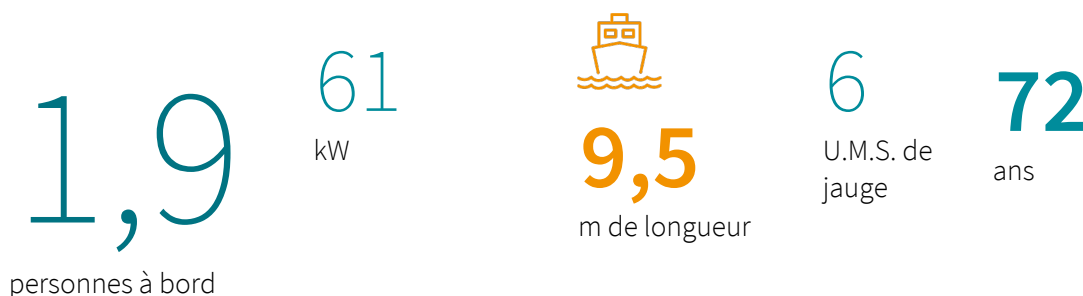 1,9
personnes à bord
61
kW
9,5
m de longueur
6
U.M.S. de
jauge
72
ans